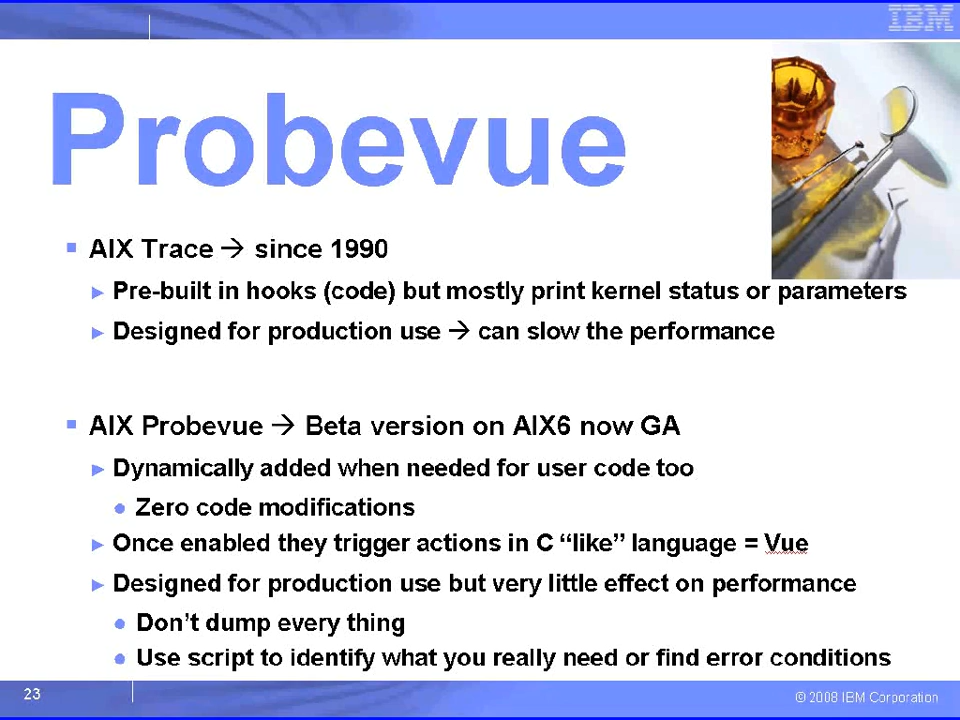 IBM
Probevue
AIX Trace → since 1990
Pre-built in hooks (code) but mostly print kernel status or parameters
Designed for production use → can slow the performance
AIX Probevue → Beta version on AIX6 now GA
Dynamically added when needed for user code too
Zero code modifications
Once enabled they trigger actions in C “like” language = Vue
Designed for production use but very little effect on performance
Don’t dump every thing
Use script to identify what you really need or find error conditions
23
© 2008 IBM Corporation